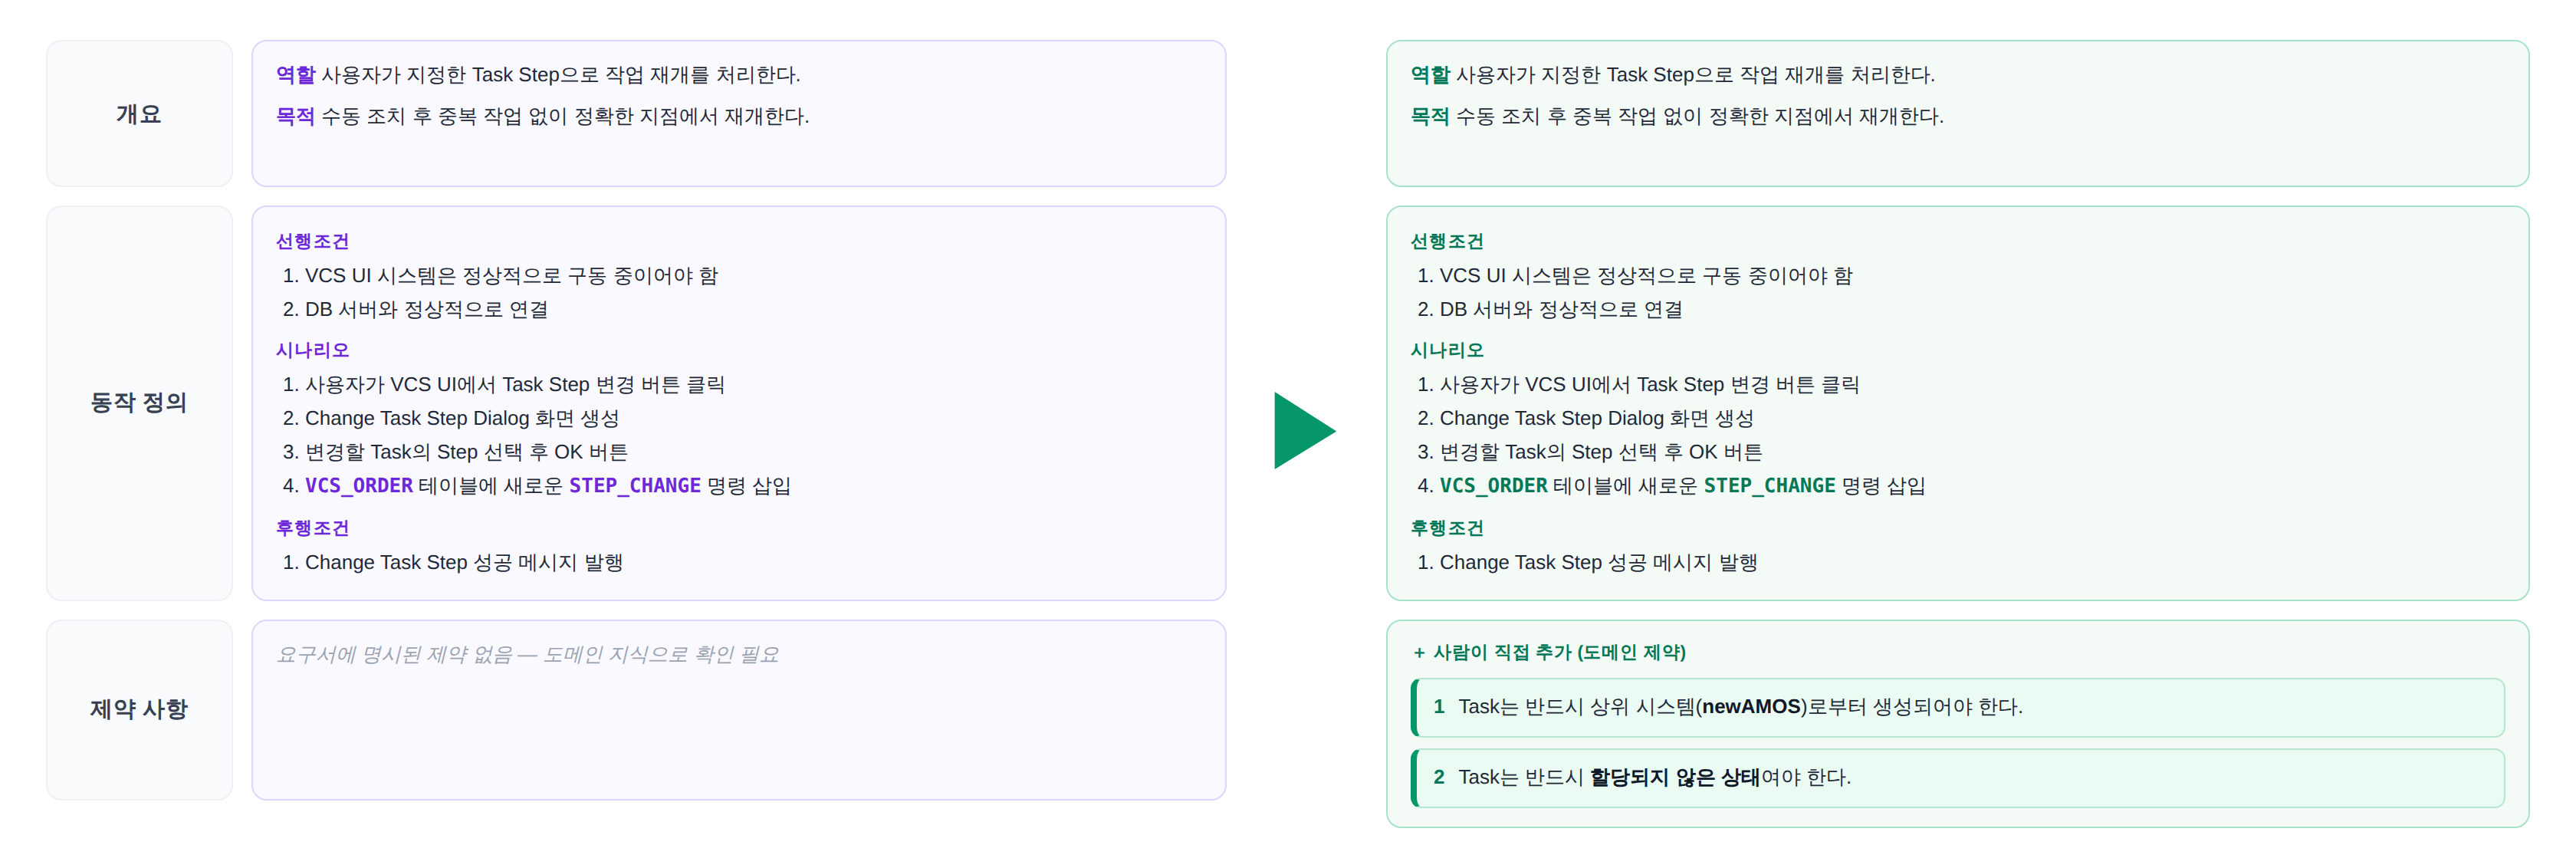 개요
역할 사용자가 지정한 Task Step으로 작업 재개를 처리한다.
목적 수동 조치 후 중복 작업 없이 정확한 지점에서 재개한다.
역할 사용자가 지정한 Task Step으로 작업 재개를 처리한다.
목적 수동 조치 후 중복 작업 없이 정확한 지점에서 재개한다.
동작 정의
선행조건
1. VCS UI 시스템은 정상적으로 구동 중이어야 함
2. DB 서버와 정상적으로 연결
시나리오
1. 사용자가 VCS UI에서 Task Step 변경 버튼 클릭
2. Change Task Step Dialog 화면 생성
3. 변경할 Task의 Step 선택 후 OK 버튼
4. VCS_ORDER 테이블에 새로운 STEP_CHANGE 명령 삽입
후행조건
1. Change Task Step 성공 메시지 발행
선행조건
1. VCS UI 시스템은 정상적으로 구동 중이어야 함
2. DB 서버와 정상적으로 연결
시나리오
1. 사용자가 VCS UI에서 Task Step 변경 버튼 클릭
2. Change Task Step Dialog 화면 생성
3. 변경할 Task의 Step 선택 후 OK 버튼
4. VCS_ORDER 테이블에 새로운 STEP_CHANGE 명령 삽입
후행조건
1. Change Task Step 성공 메시지 발행
제약 사항
요구서에 명시된 제약 없음 — 도메인 지식으로 확인 필요
+ 사람이 직접 추가 (도메인 제약)
1 Task는 반드시 상위 시스템(newAMOS)로부터 생성되어야 한다.
2 Task는 반드시 할당되지 않은 상태여야 한다.